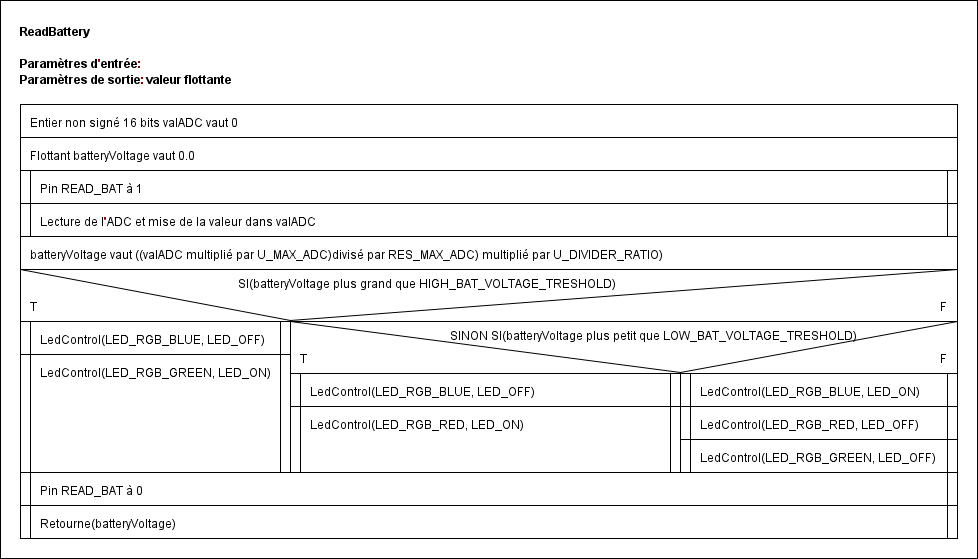 ReadBattery
Paramètres d'entrée:
Paramètres de sortie: valeur flottante
Entier non signé 16 bits valADC vaut 0
Flottant batteryVoltage vaut 0.0
Pin READ_BAT à 1
Lecture de l'ADC et mise de la valeur dans valADC
batteryVoltage vaut ((valADC multiplié par U_MAX_ADC)divisé par RES_MAX_ADC) multiplié par U_DIVIDER_RATIO)
SI(batteryVoltage plus grand que HIGH_BAT_VOLTAGE_TRESHOLD)
T
F
LedControl(LED_RGB_BLUE, LED_OFF)
LedControl(LED_RGB_GREEN, LED_ON)
SINON SI(batteryVoltage plus petit que LOW_BAT_VOLTAGE_TRESHOLD)
T
F
LedControl(LED_RGB_BLUE, LED_OFF)
LedControl(LED_RGB_RED, LED_ON)
LedControl(LED_RGB_BLUE, LED_ON)
LedControl(LED_RGB_RED, LED_OFF)
LedControl(LED_RGB_GREEN, LED_OFF)
Pin READ_BAT à 0
Retourne(batteryVoltage)